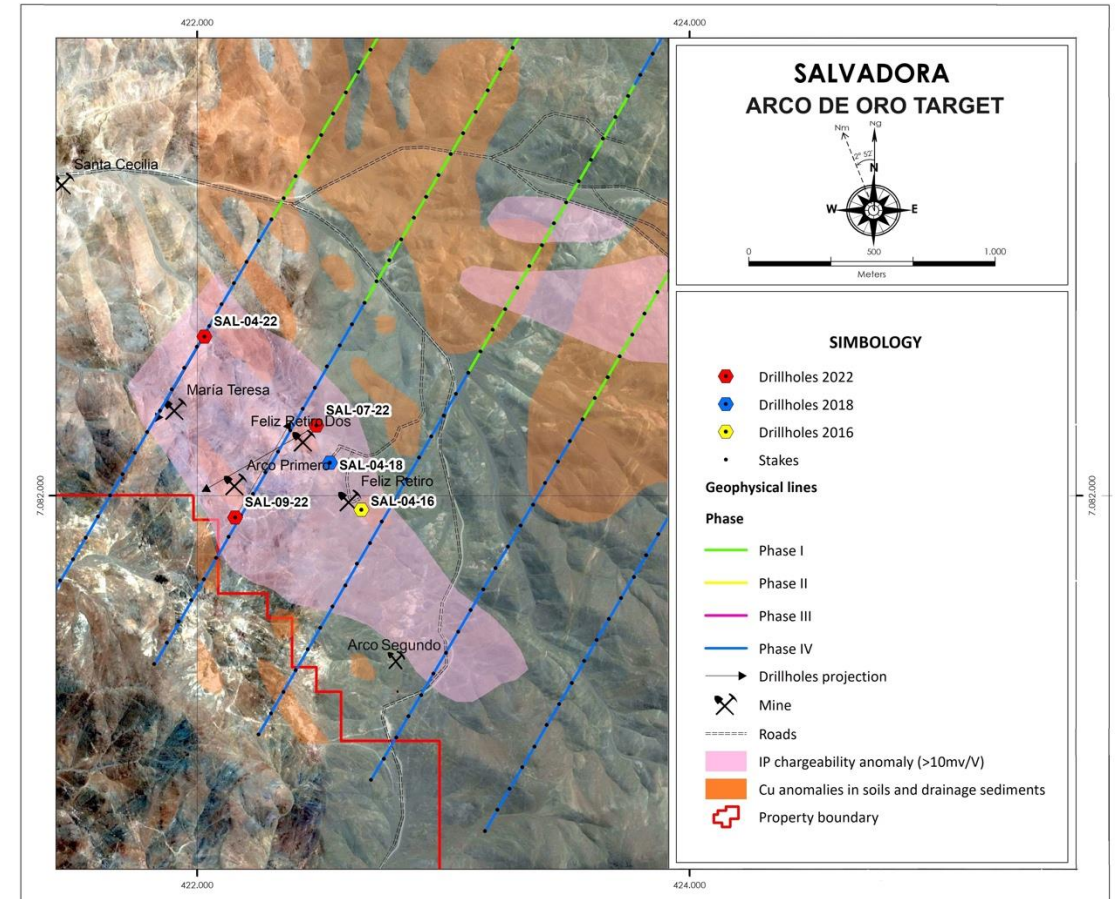 422.000
424.000
SALVADORA
ARCO DE ORO TARGET
Nm
Ng
2° 52'
N
W
E
0
500
1.000
Meters
Santa Cecilia
SAL-04-22
María Teresa
SAL-07-22
Feliz Retiro Dos
Arco Primero
SAL-04-18
Feliz Retiro
SAL-09-22
SAL-04-16
7.082.000
7.082.000
Arco Segundo
SIMBOLOGY
Drillholes 2022
Drillholes 2018
Drillholes 2016
Stakes
Geophysical lines
Phase
Phase I
Phase II
Phase III
Phase IV
Drillholes projection
Mine
Roads
IP chargeability anomaly (>10mv/V)
Cu anomalies in soils and drainage sediments
Property boundary
422.000
424.000